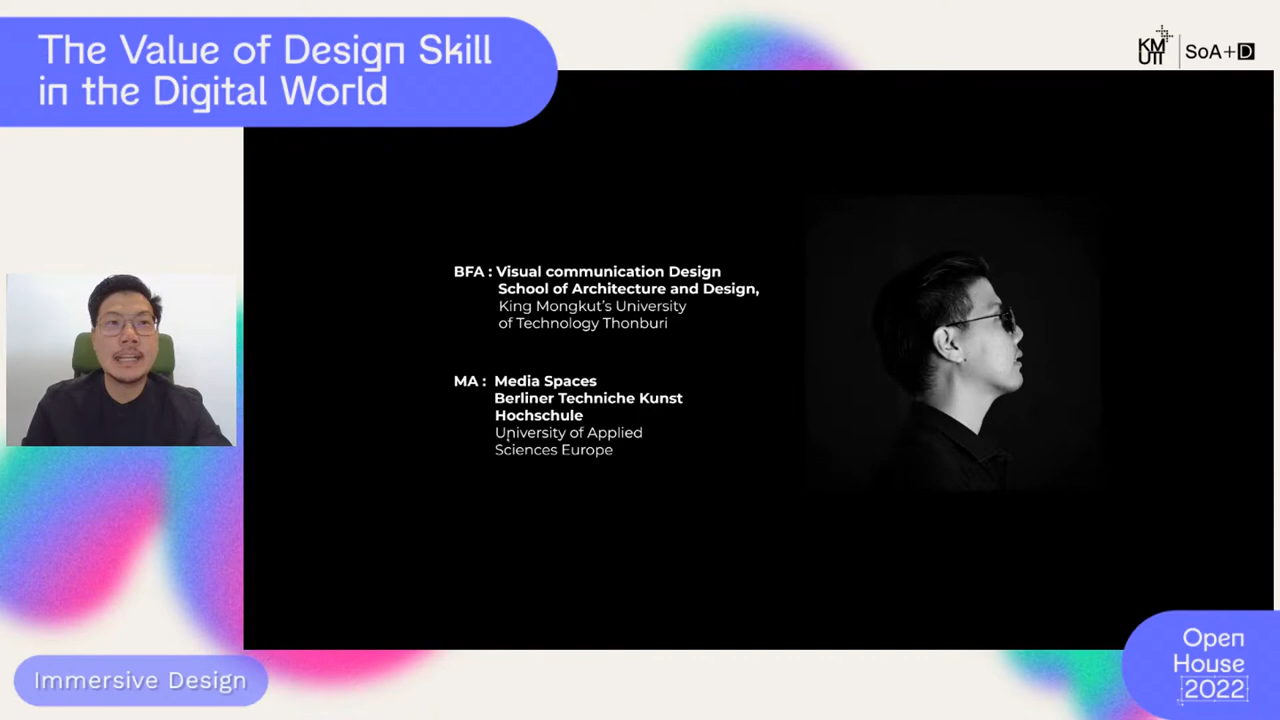 The Value of Design Skill
in the Digital World
KM
UTT
SoA+D
BFA : Visual communication Design
School of Architecture and Design,
King Mongkut's University
of Technology Thonburi
MA : Media Spaces
Berliner Techniche Kunst
Hochschule
University of Applied
Sciences Europe
Immersive Design
Open
House
2022